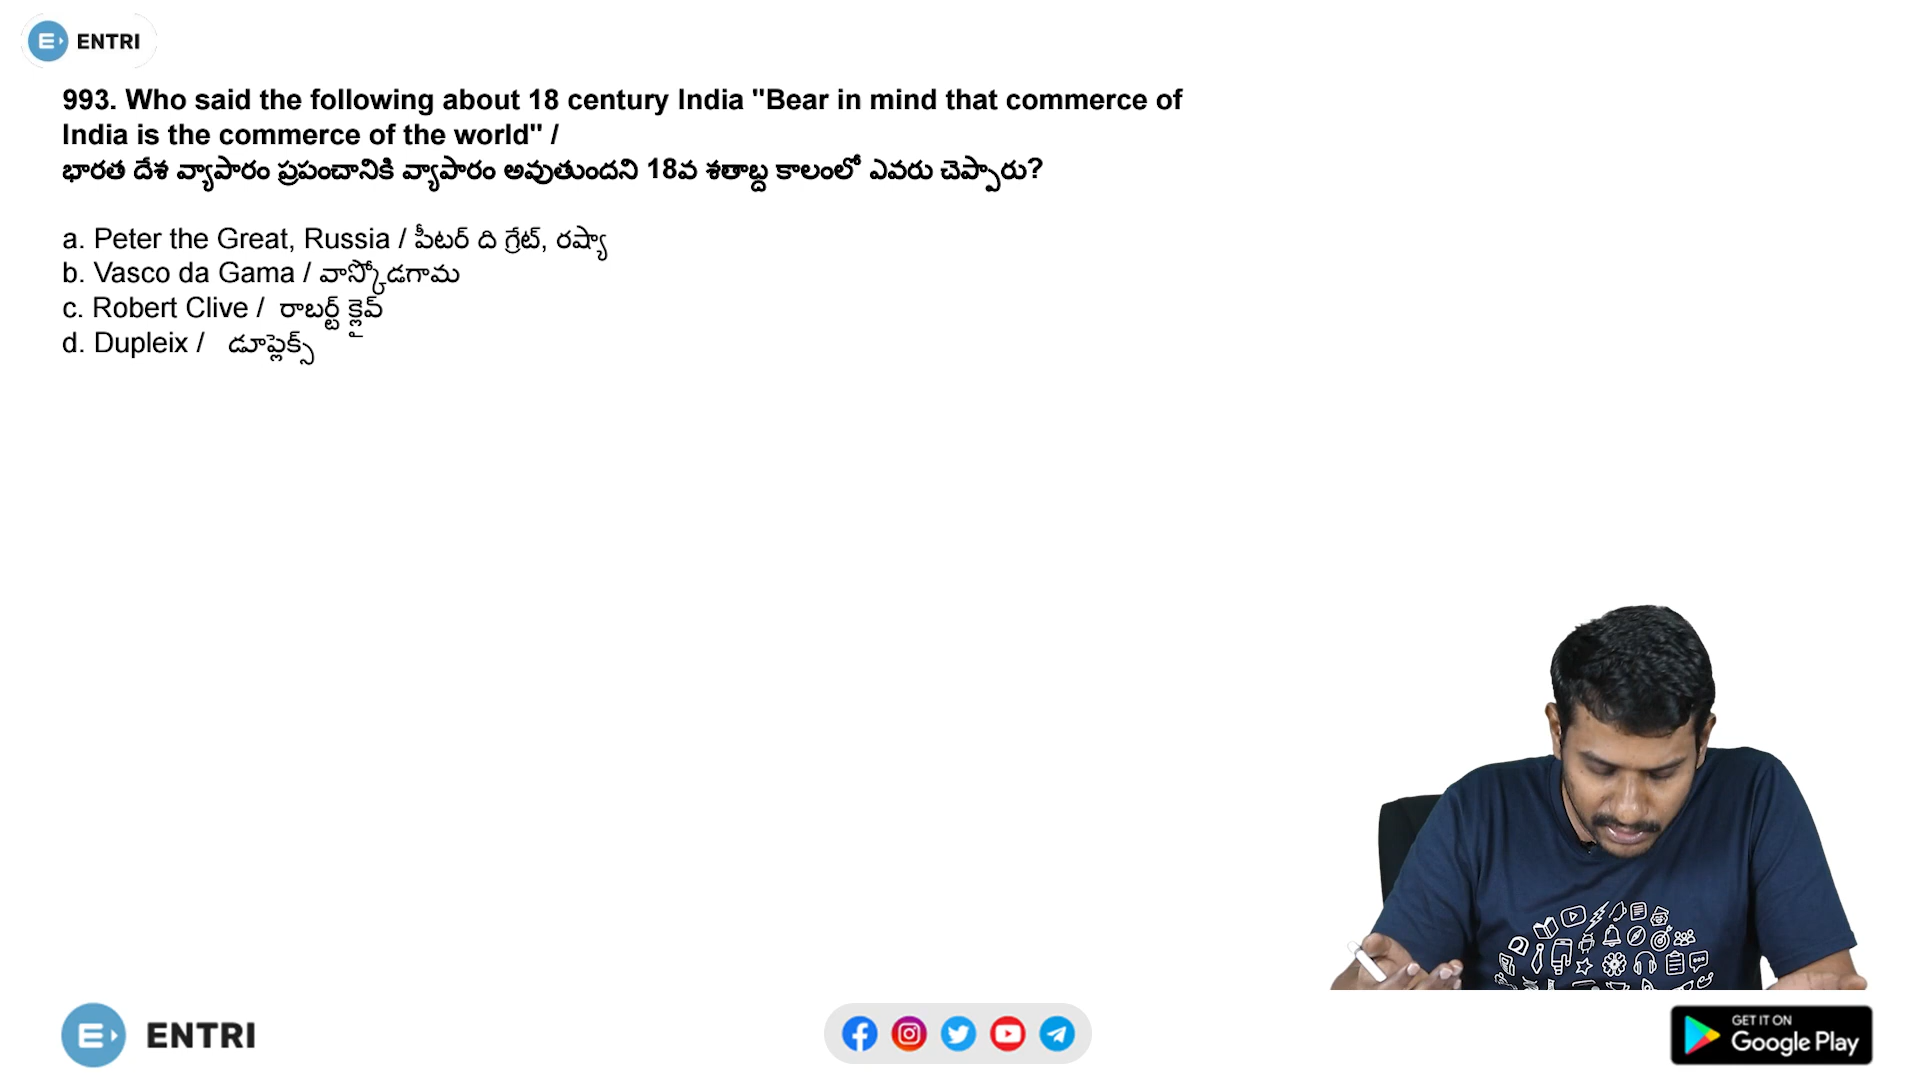 ENTRI
993. Who said the following about 18 century India "Bear in mind that commerce of
India is the commerce of the world" /
భారత దేశ వ్యాపారం ప్రపంచానికి వ్యాపారం అవుతుందని 18వ శతాబ్ద కాలంలో ఎవరు చెప్పారు?
a. Peter the Great, Russia / పీటర్ ది గ్రేట్, రష్యా
b. Vasco da Gama / వాస్కోడగామ
c. Robert Clive / రాబర్ట్ క్లైవ్
d. Dupleix / డూప్లెక్స్
ENTRI
GET IT ON
Google Play